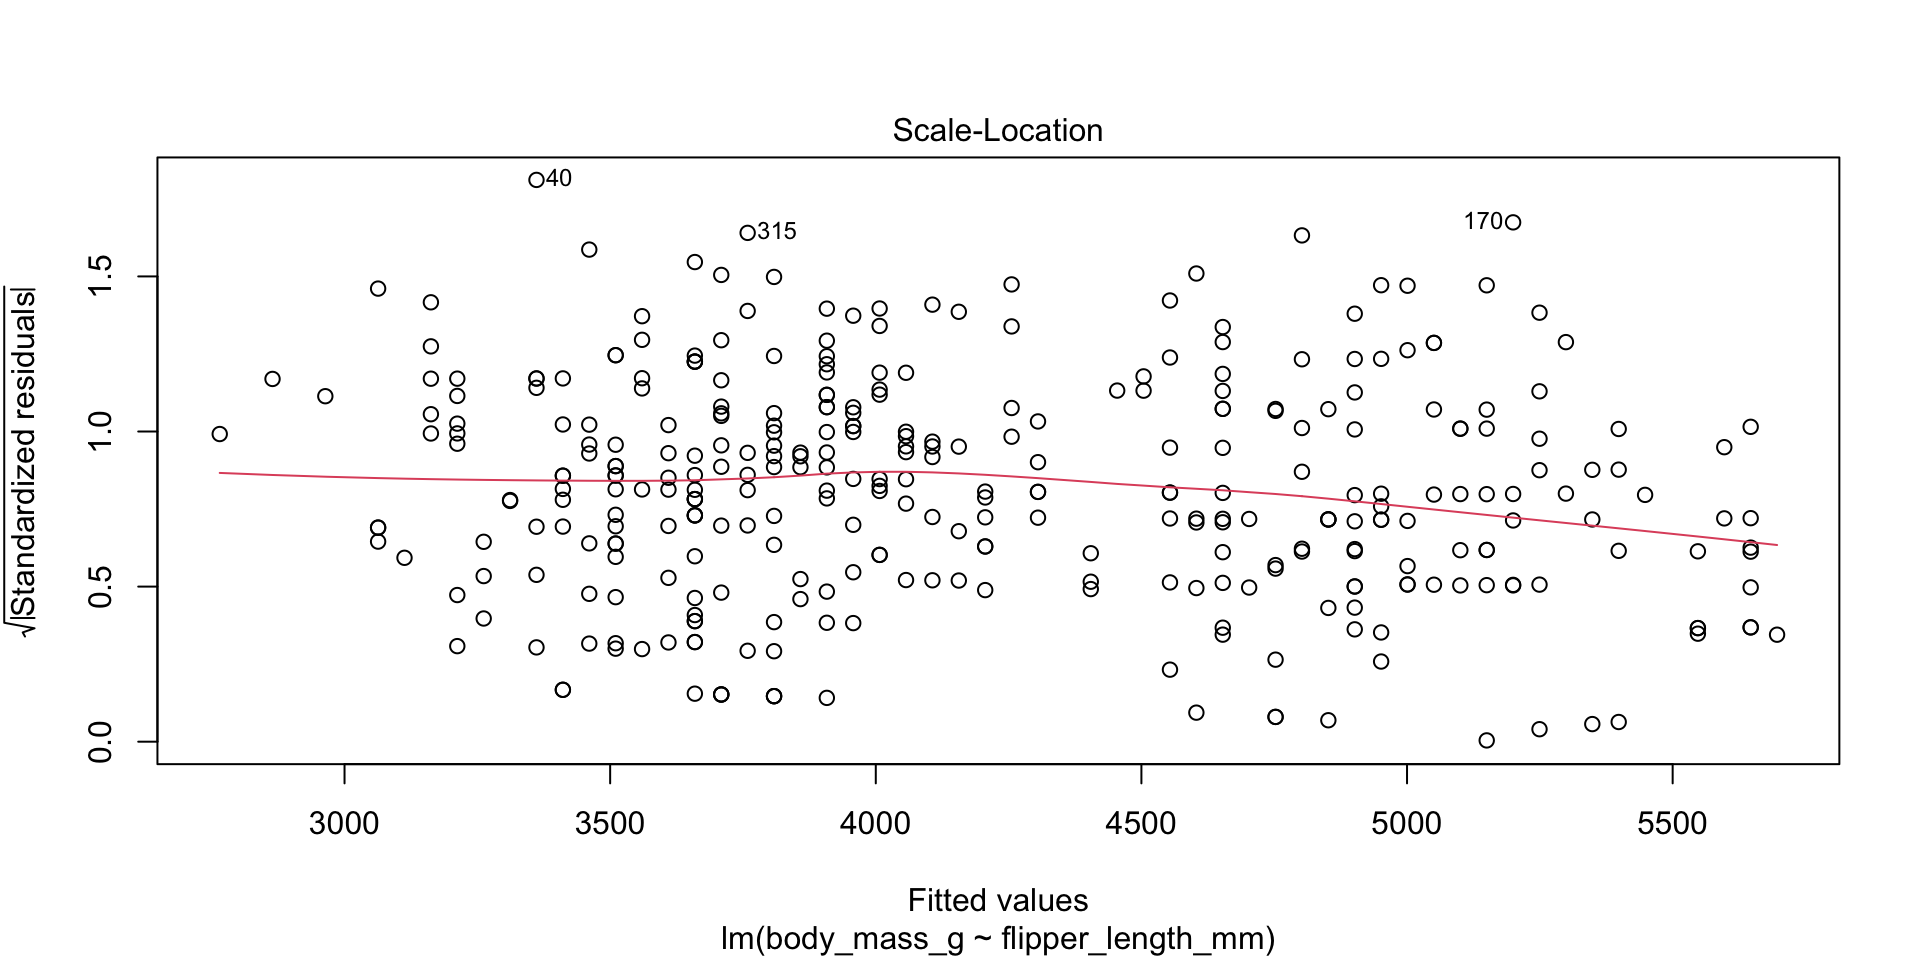 Scale-Location
√|Standardized residuals|
1.5
1.0
0.5
0.0
40
315
170
3000 3500 4000 4500 5000 5500
Fitted values
lm(body_mass_g ~ flipper_length_mm)